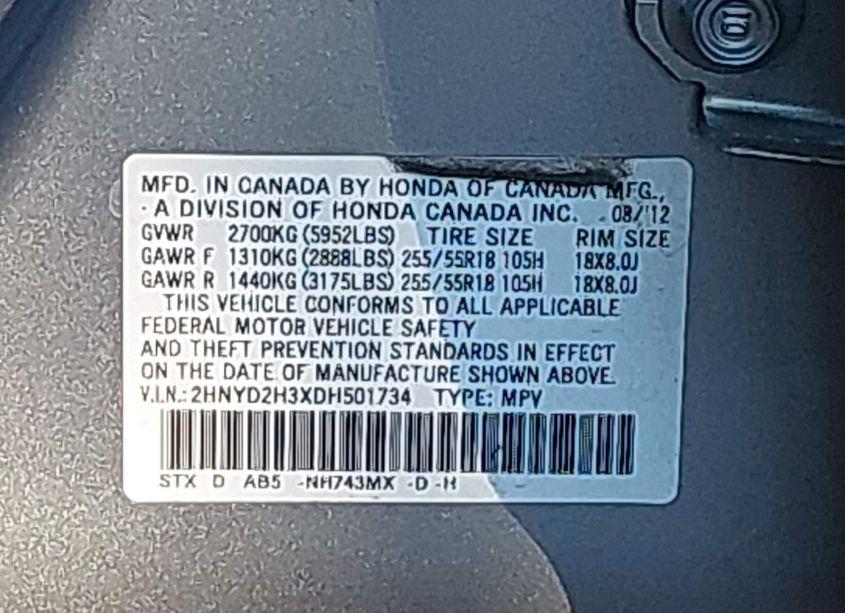 MFD. IN CANADA BY HONDA OF CANADA MFG.,
A DIVISION OF HONDA CANADA INC. 08/'12
GVWR 2700KG (5952LBS) TIRE SIZE RIM SIZE
GAWR F 1310KG (2888LBS) 255/55R18 105H 18X8.0J
GAWR R 1440KG (3175LBS) 255/55R18 105H 18X8.0J
THIS VEHICLE CONFORMS TO ALL APPLICABLE
FEDERAL MOTOR VEHICLE SAFETY
AND THEFT PREVENTION STANDARDS IN EFFECT
ON THE DATE OF MANUFACTURE SHOWN ABOVE.
V.I.N.: 2HNYD2H3XDH501734 TYPE: MPV
STX D AB5 -NH743MX -D -H